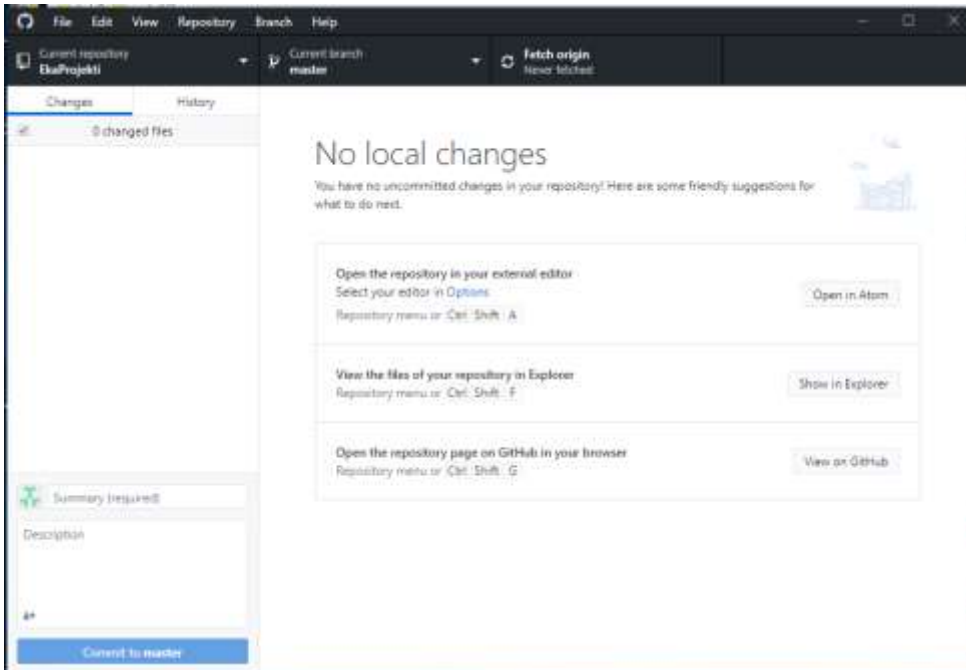 File Edit View Repository Branch Help
Current repository
EkaProjekti
Current branch
master
Fetch origin
Never fetched
Changes History
0 changed files
No local changes
You have no uncommitted changes in your repository! Here are some friendly suggestions for
what to do next.
Open the repository in your external editor
Select your editor in Options
Repository menu or Ctrl Shift A
Open in Atom
View the files of your repository in Explorer
Repository menu or Ctrl Shift F
Show in Explorer
Open the repository page on GitHub in your browser
Repository menu or Ctrl Shift G
View on GitHub
Summary (required)
Description
Commit to master